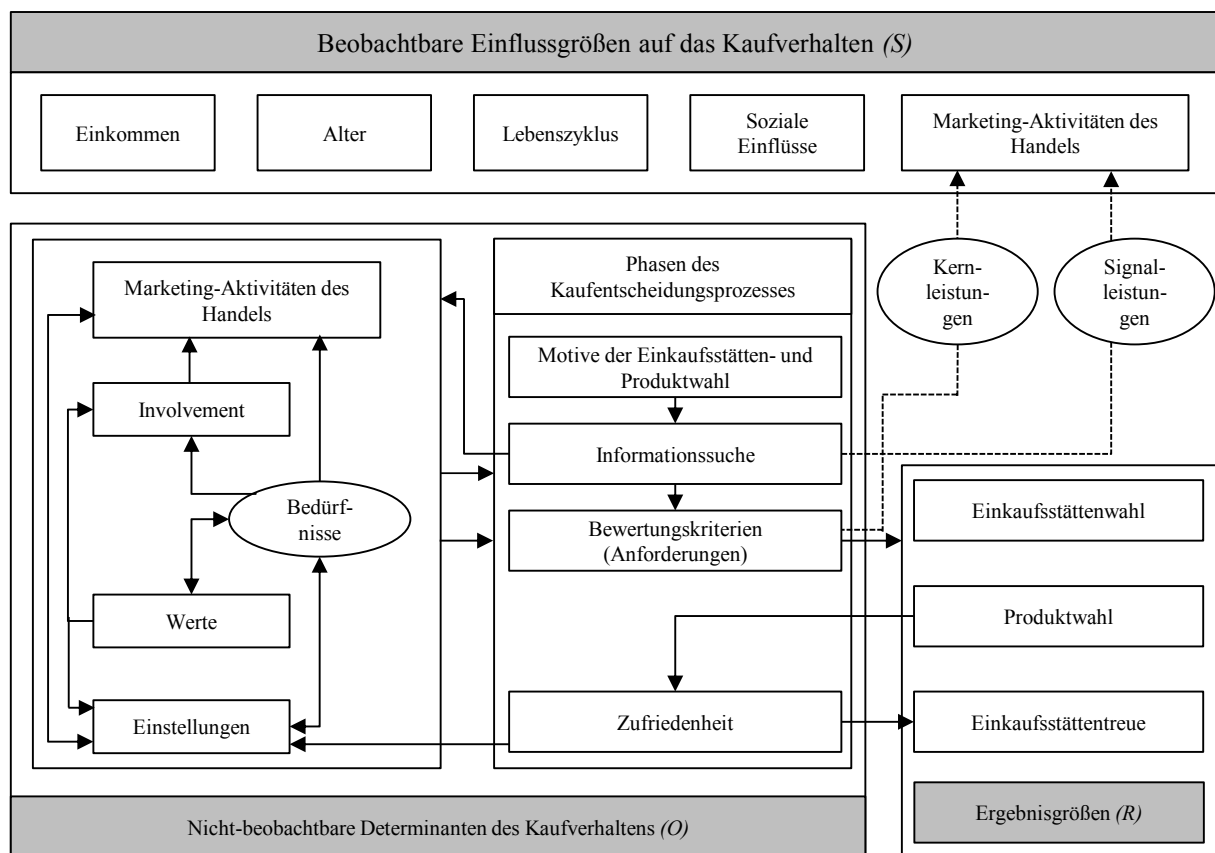 Beobachtbare Einflussgrößen auf das Kaufverhalten (S)
Einkommen
Alter
Lebenszyklus
Soziale
Einflüsse
Marketing-Aktivitäten des
Handels
Marketing-Aktivitäten des
Handels
Involvement
Bedürf-
nisse
Werte
Einstellungen
Phasen des
Kaufentscheidungsprozesses
Motive der Einkaufsstätten- und
Produktwahl
Informationssuche
Bewertungskriterien
(Anforderungen)
Zufriedenheit
Kern-
leistun-
gen
Signal-
leistun-
gen
Einkaufsstättenwahl
Produktwahl
Einkaufsstättentreue
Ergebnisgrößen (R)
Nicht-beobachtbare Determinanten des Kaufverhaltens (O)